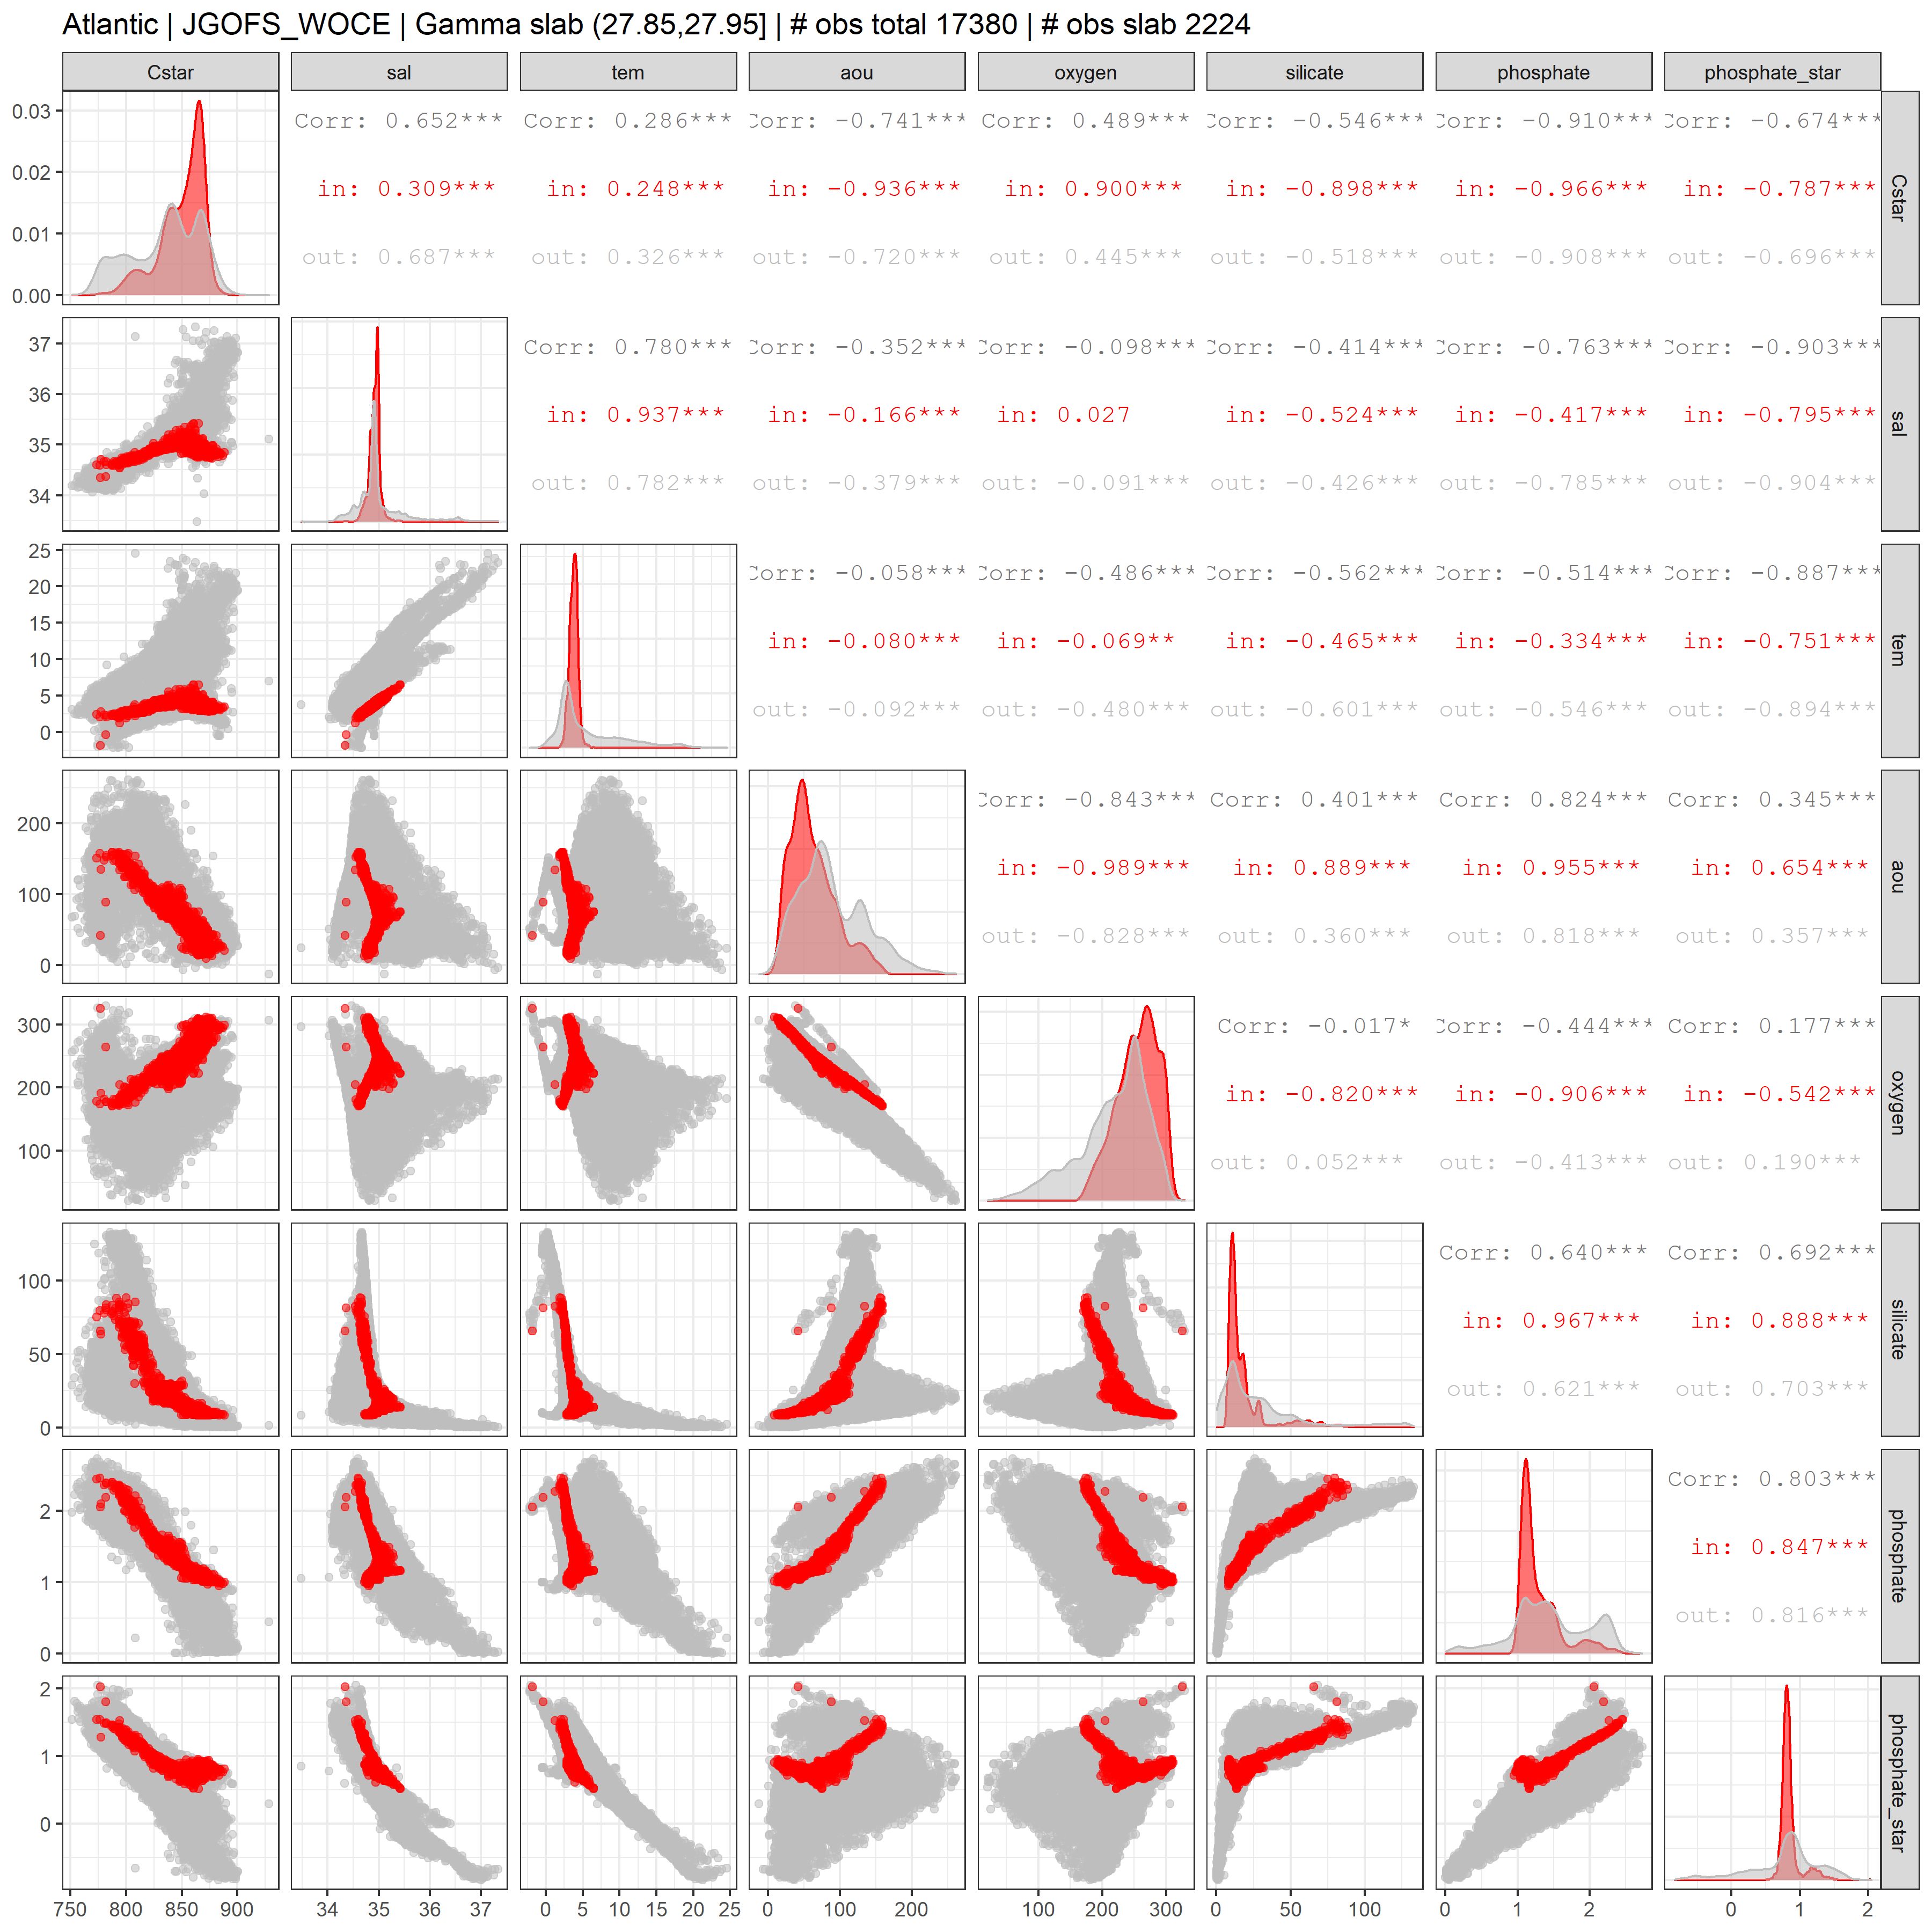 Atlantic | JGOFS_WOCE | Gamma slab (27.85,27.95] | # obs total 17380 | # obs slab 2224
Cstar sal tem aou oxygen silicate phosphate phosphate_star
0.03 Corr: 0.652*** Corr: 0.286*** Corr: -0.741*** Corr: 0.489*** Corr: -0.546*** Corr: -0.910*** Corr: -0.674***
0.02 in: 0.309*** in: 0.248*** in: -0.936*** in: 0.900*** in: -0.898*** in: -0.966*** in: -0.787*** Cstar
0.01 out: 0.687*** out: 0.326*** out: -0.720*** out: 0.445*** out: -0.518*** out: -0.908*** out: -0.696***
0.00
37 Corr: 0.780*** Corr: -0.352*** Corr: -0.098*** Corr: -0.414*** Corr: -0.763*** Corr: -0.903***
36
35 in: 0.937*** in: -0.166*** in: 0.027 in: -0.524*** in: -0.417*** in: -0.795*** sal
34 out: 0.782*** out: -0.379*** out: -0.091*** out: -0.426*** out: -0.785*** out: -0.904***
25 Corr: -0.058*** Corr: -0.486*** Corr: -0.562*** Corr: -0.514*** Corr: -0.887***
20
15
10 in: -0.080*** in: -0.069** in: -0.465*** in: -0.334*** in: -0.751*** tem
5 out: -0.092*** out: -0.480*** out: -0.601*** out: -0.546*** out: -0.894***
0
200 Corr: -0.843*** Corr: 0.401*** Corr: 0.824*** Corr: 0.345***
100 in: -0.989*** in: 0.889*** in: 0.955*** in: 0.654*** aou
0 out: -0.828*** out: 0.360*** out: 0.818*** out: 0.357***
300 Corr: -0.017* Corr: -0.444*** Corr: 0.177***
200 in: -0.820*** in: -0.906*** in: -0.542*** oxygen
100 out: 0.052*** out: -0.413*** out: 0.190***
100 Corr: 0.640*** Corr: 0.692***
50 in: 0.967*** in: 0.888*** silicate
0 out: 0.621*** out: 0.703***
2 Corr: 0.803***
1 in: 0.847*** phosphate
0 out: 0.816***
2
1 phosphate_star
0
750 800 850 900 34 35 36 37 0 5 10 15 20 25 0 100 200 100 200 300 0 50 100 0 1 2 0 1 2